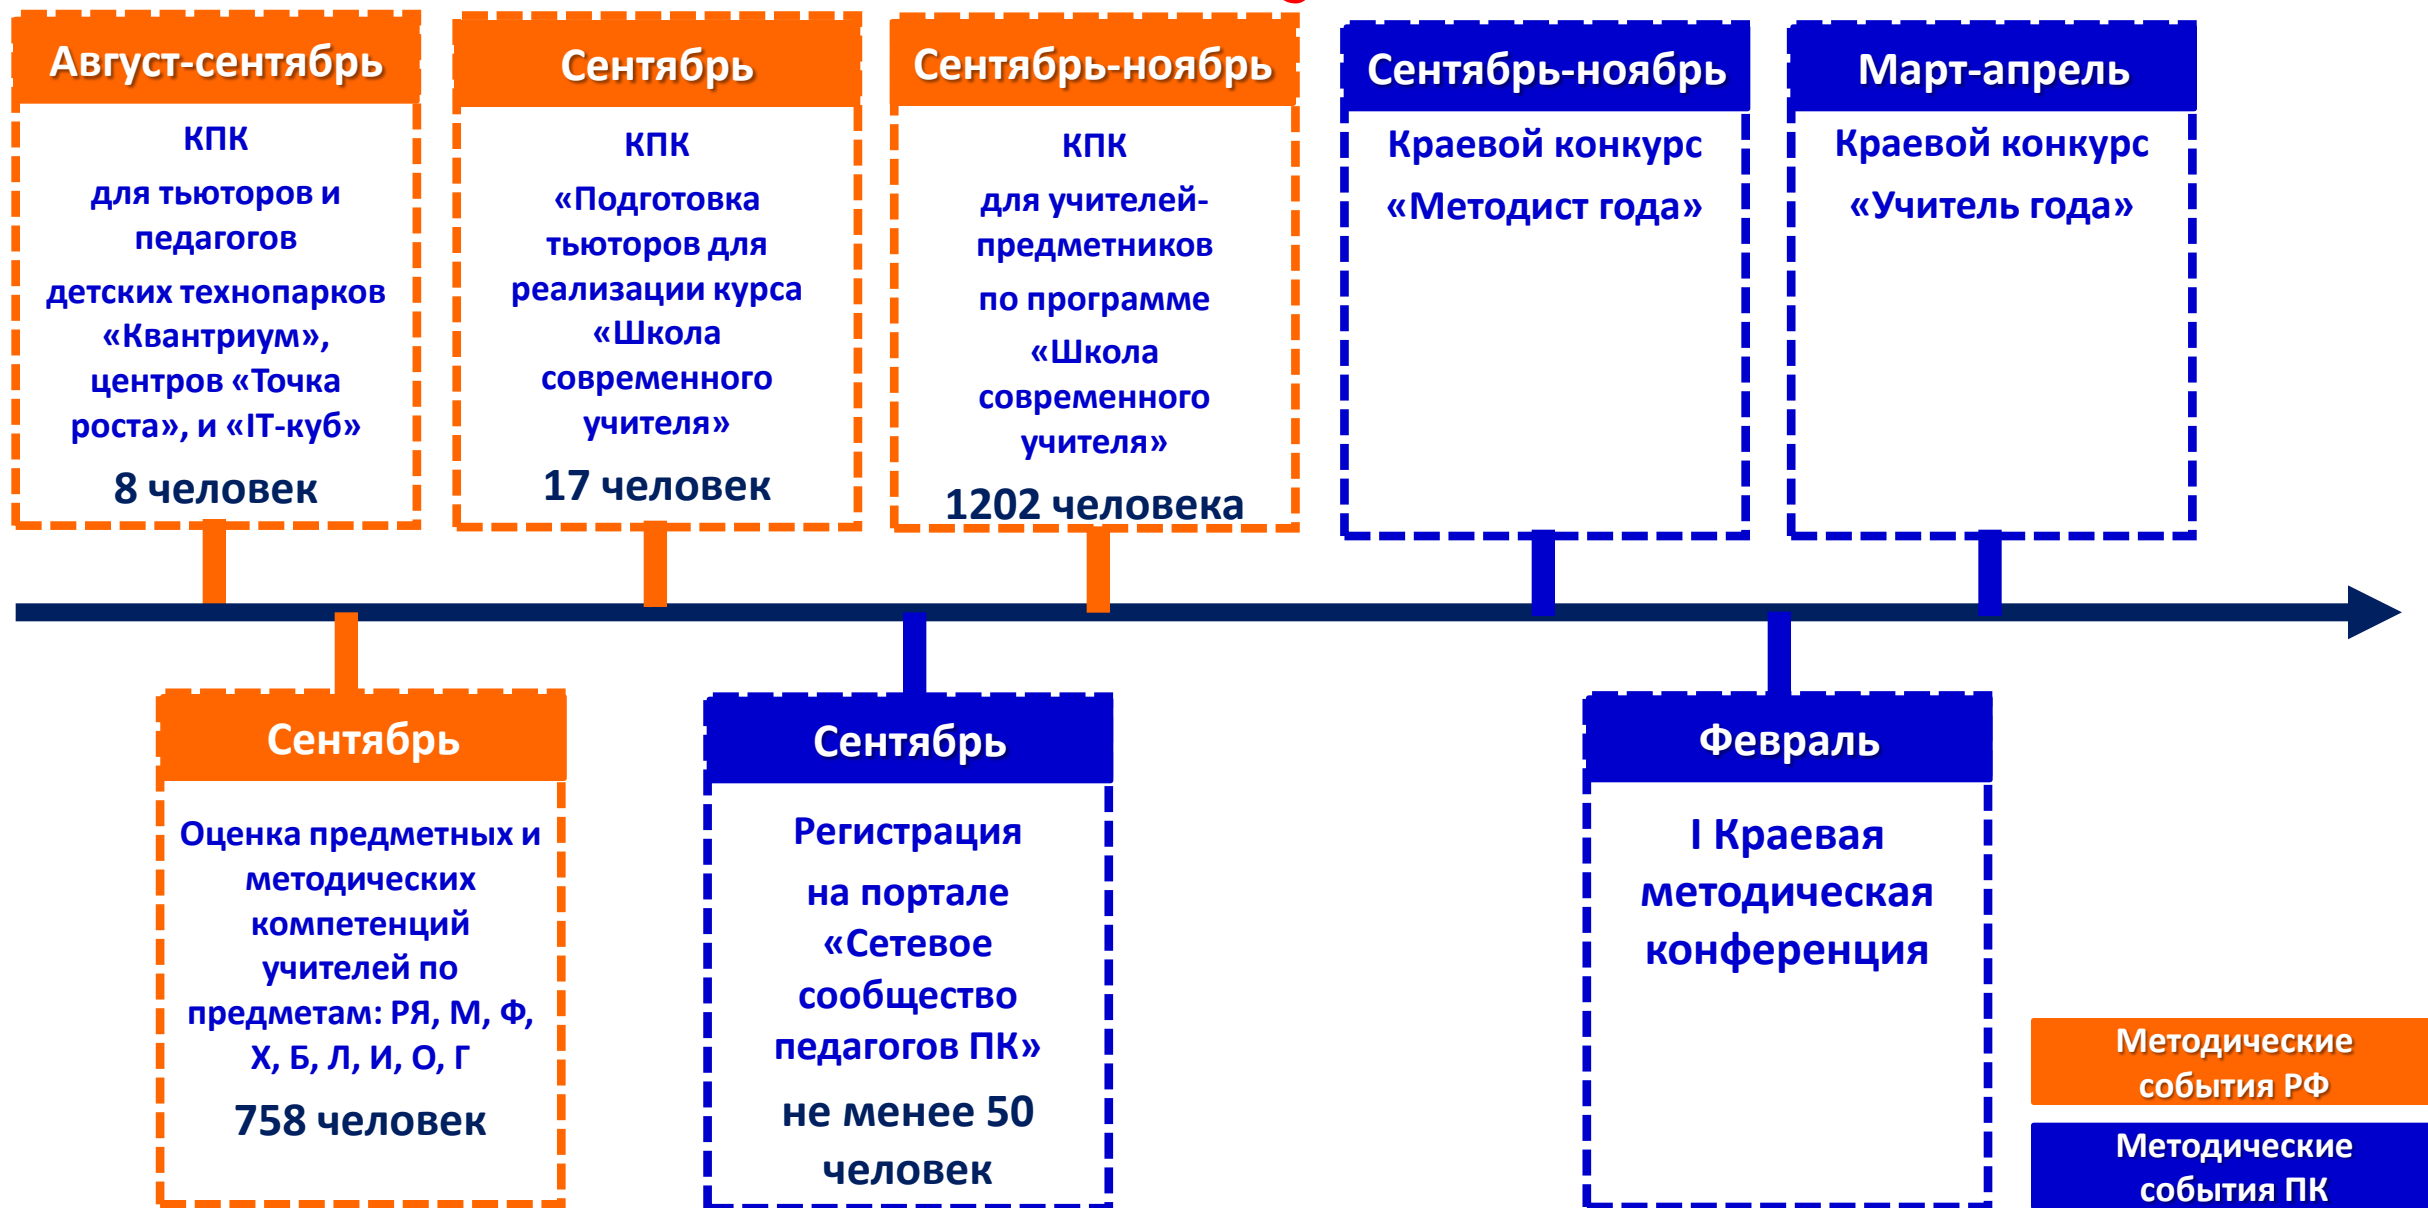 Август-сентябрь
КПК
для тьюторов и
педагогов
детских технопарков
«Квантриум»,
центров «Точка
роста», и «IT-куб»
8 человек
Сентябрь
КПК
«Подготовка
тьюторов для
реализации курса
«Школа
современного
учителя»
17 человек
Сентябрь-ноябрь
КПК
для учителей-
предметников
по программе
«Школа
современного
учителя»
1202 человека
Сентябрь-ноябрь
Краевой конкурс
«Методист года»
Март-апрель
Краевой конкурс
«Учитель года»
Сентябрь
Оценка предметных и
методических
компетенций
учителей по
предметам: РЯ, М, Ф,
Х, Б, Л, И, О, Г
758 человек
Сентябрь
Регистрация
на портале
«Сетевое
сообщество
педагогов ПК»
не менее 50
человек
Февраль
I Краевая
методическая
конференция
Методические
события РФ
Методические
события ПК